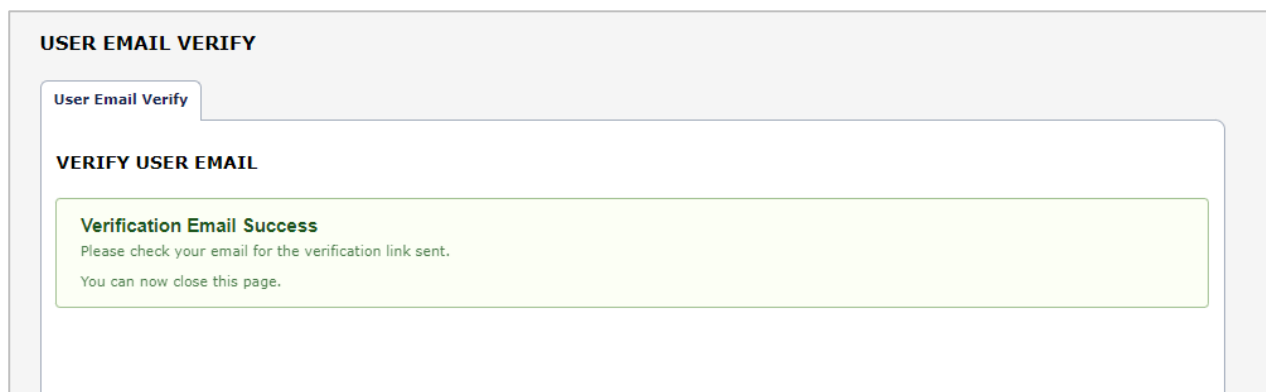 USER EMAIL VERIFY
User Email Verify
VERIFY USER EMAIL
Verification Email Success
Please check your email for the verification link sent.
You can now close this page.